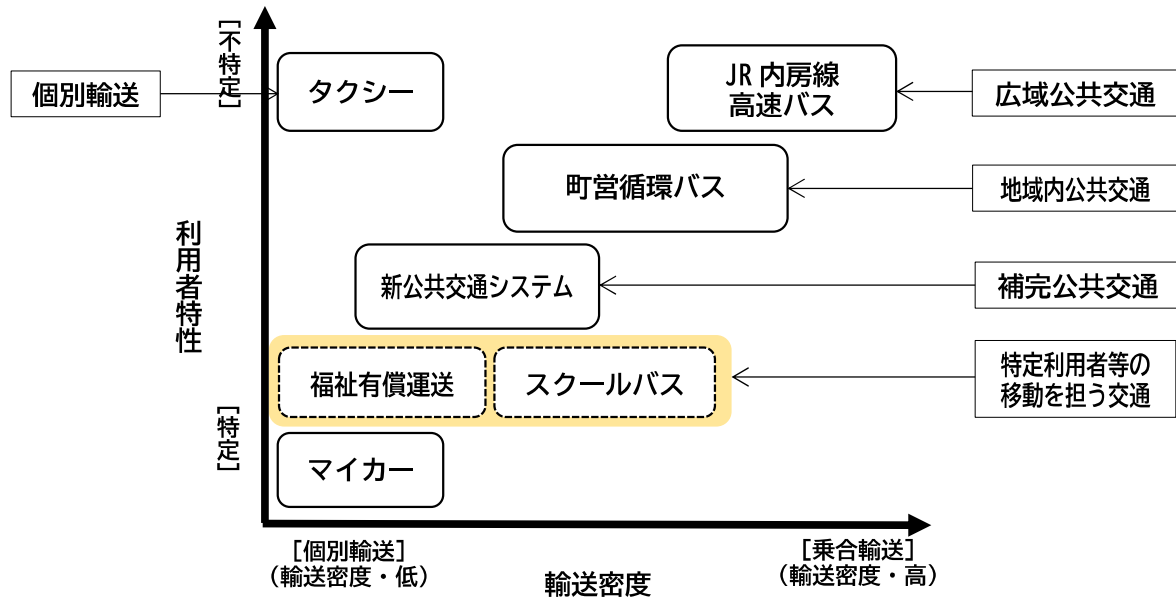 [不特定]
個別輸送
タクシー
JR内房線
高速バス
広域公共交通
町営循環バス
地域内公共交通
利用者特性
新公共交通システム
補完公共交通
福祉有償運送
スクールバス
特定利用者等の
移動を担う交通
[特定]
マイカー
[個別輸送]
(輸送密度・低)
輸送密度
[乗合輸送]
(輸送密度・高)